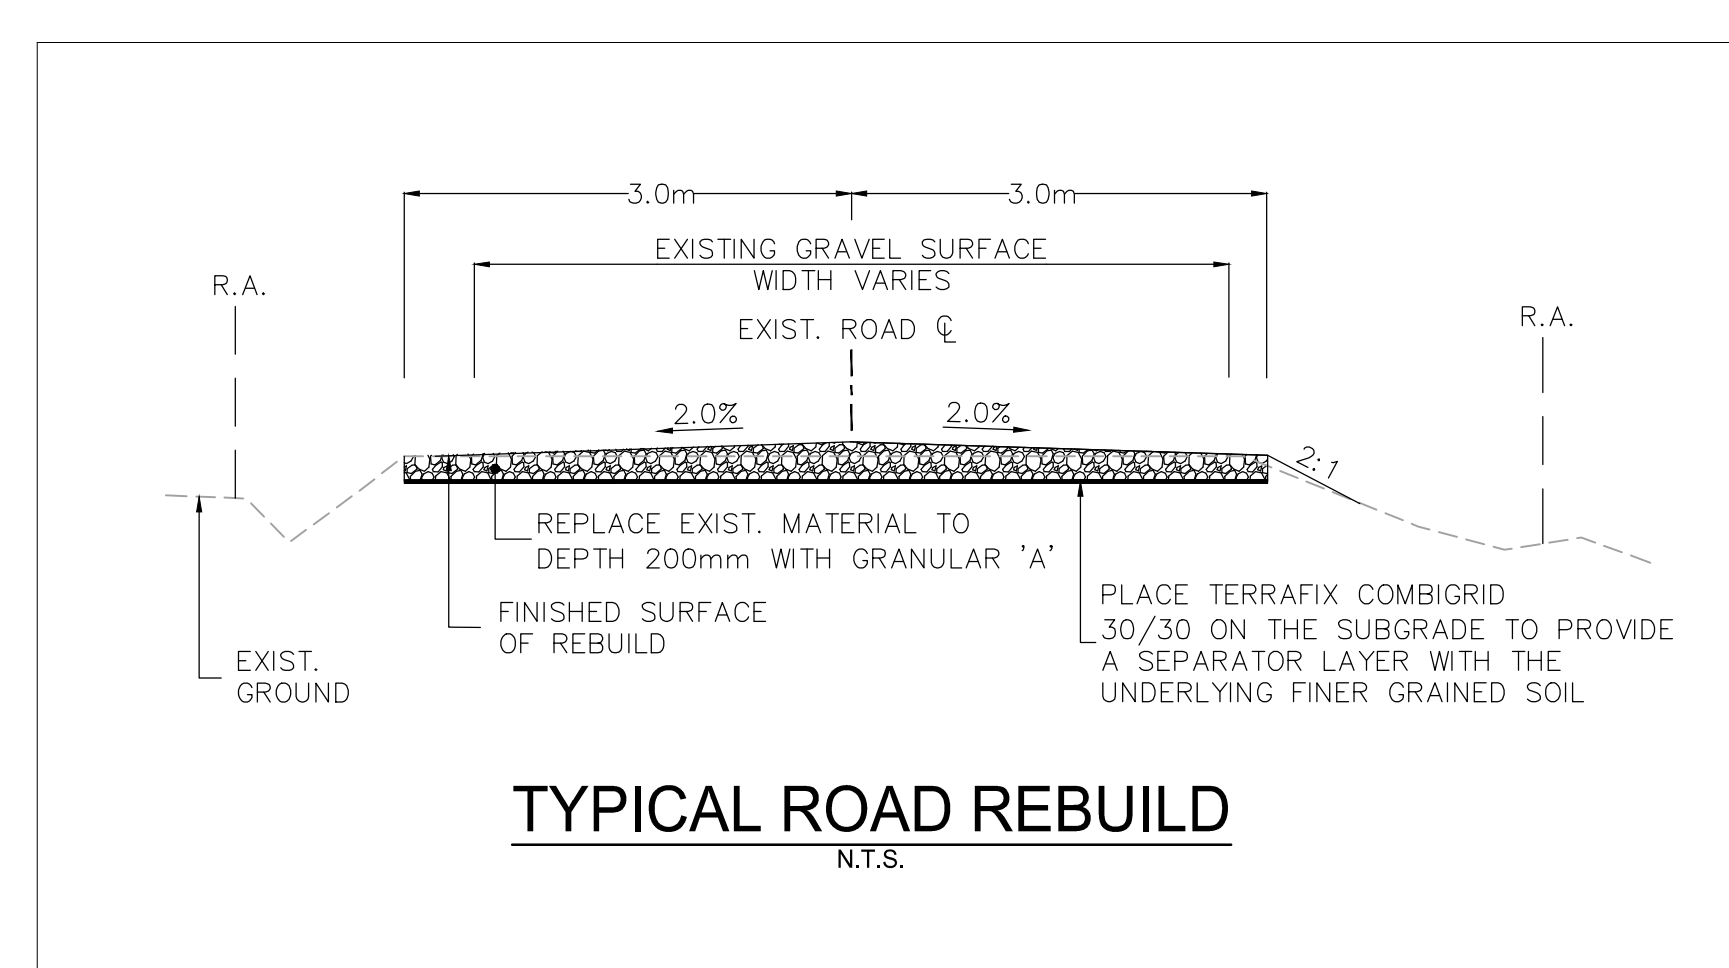 3.0m
3.0m
EXISTING GRAVEL SURFACE
WIDTH VARIES
R.A.
EXIST. ROAD ℄
R.A.
2.0%
2.0%
2:1
REPLACE EXIST. MATERIAL TO
DEPTH 200mm WITH GRANULAR 'A'
FINISHED SURFACE
OF REBUILD
EXIST.
GROUND
PLACE TERRAFIX COMBIGRID
30/30 ON THE SUBGRADE TO PROVIDE
A SEPARATOR LAYER WITH THE
UNDERLYING FINER GRAINED SOIL
TYPICAL ROAD REBUILD
N.T.S.